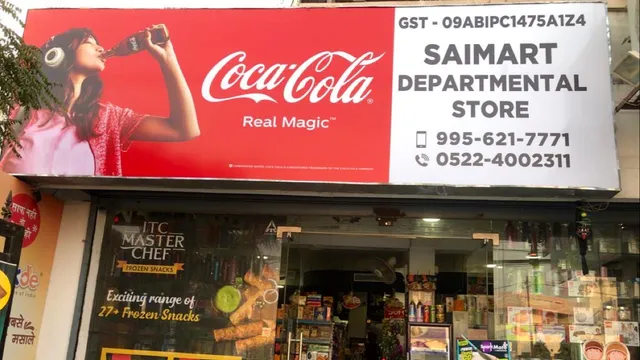 GST - 09ABIPC1475A1Z4
SAIMART
DEPARTMENTAL
STORE
995-621-7771
0522-4002311
Coca-Cola®
Real Magic™
ITC
MASTER
CHEF
FROZEN SNACKS
Exciting range of
27+ Frozen Snacks
मसाले